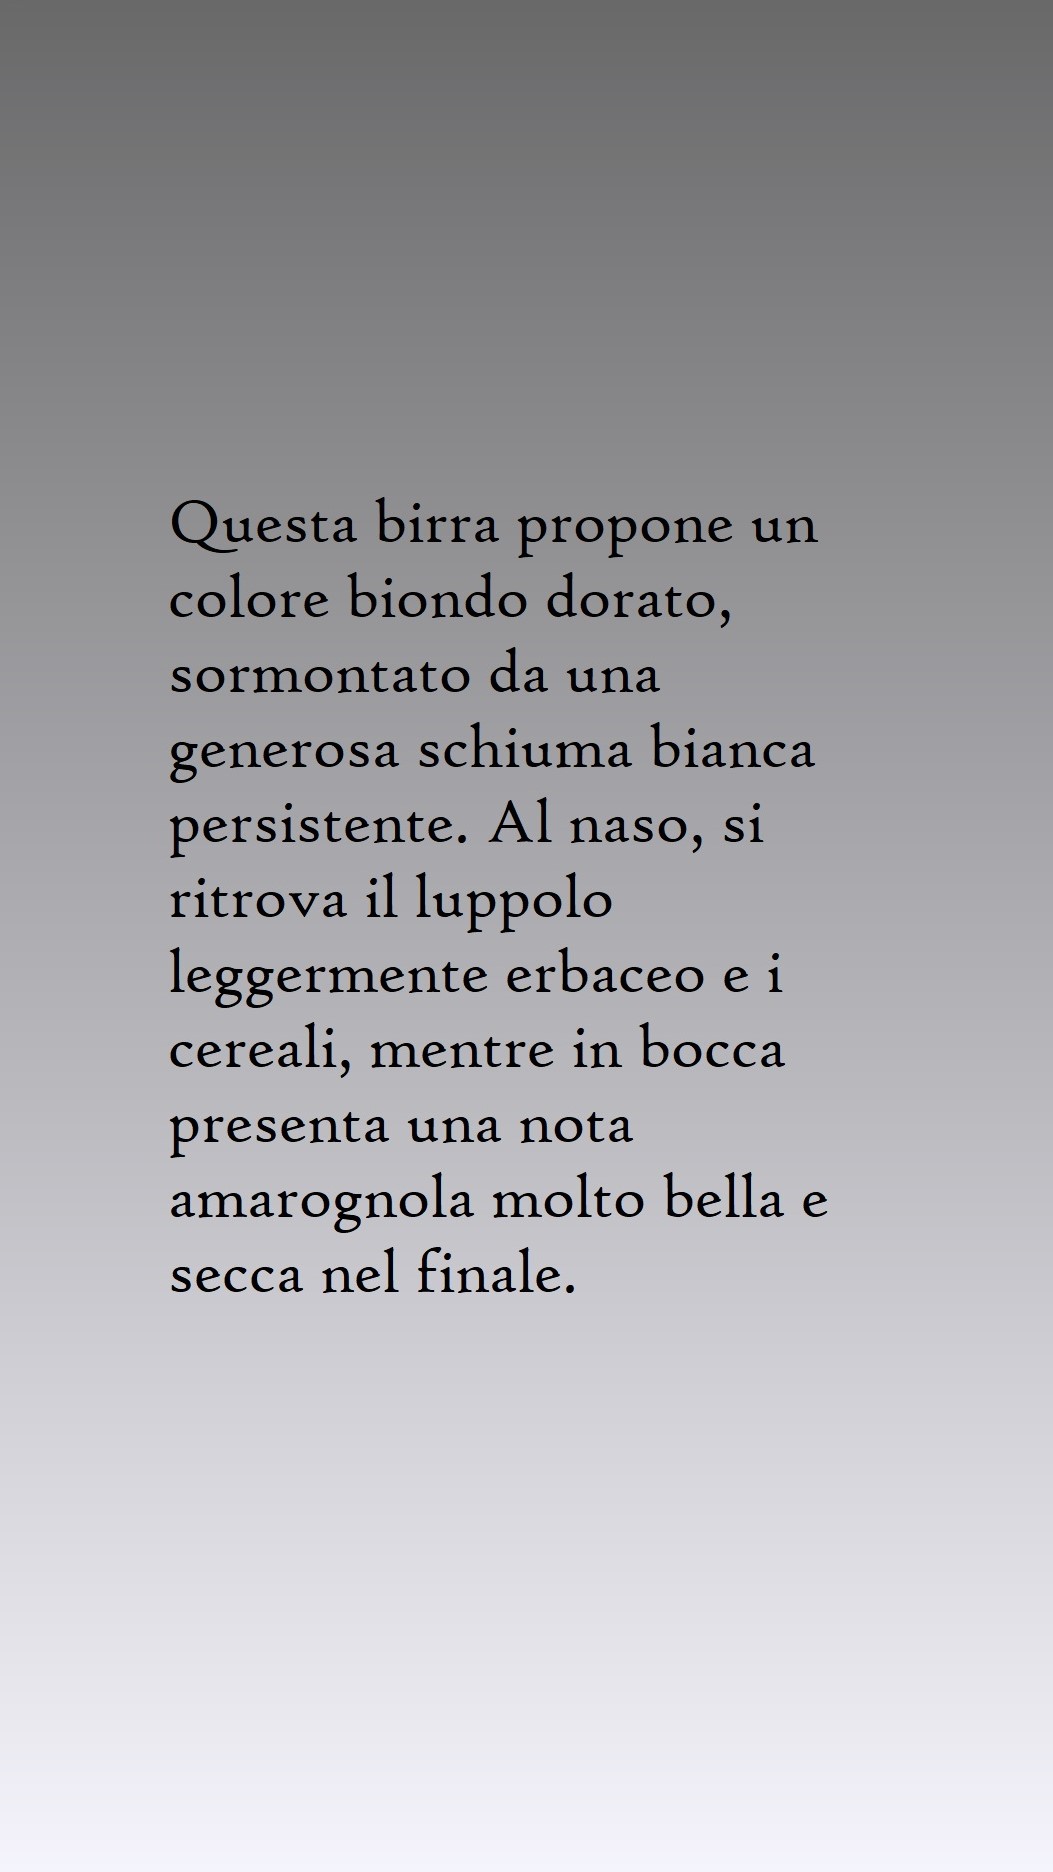 Questa birra propone un
colore biondo dorato,
sormontato da una
generosa schiuma bianca
persistente. Al naso, si
ritrova il luppolo
leggermente erbaceo e i
cereali, mentre in bocca
presenta una nota
amarognola molto bella e
secca nel finale.